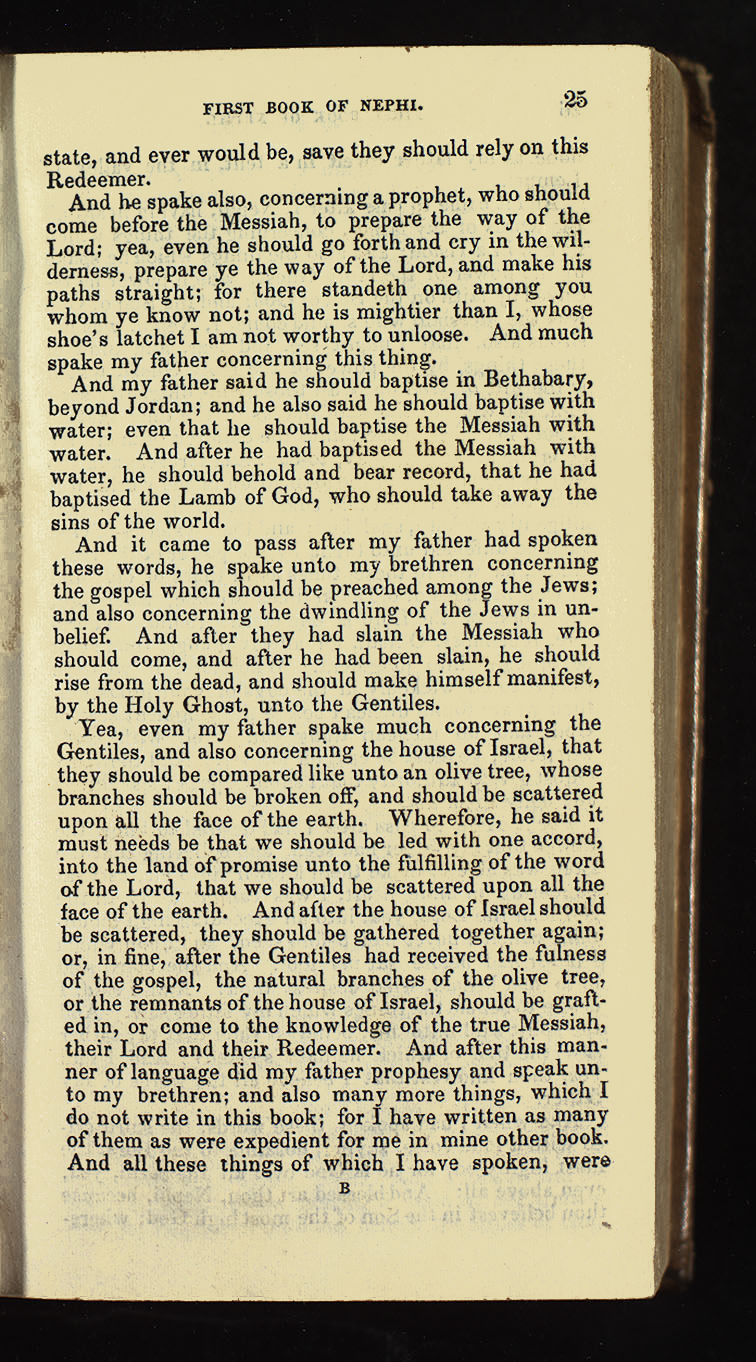 FIRST BOOK OF NEPHI. 25
state, and ever would be, save they should rely on this
Redeemer.
And he spake also, concerning a prophet, who should
come before the Messiah, to prepare the way of the
Lord; yea, even he should go forth and cry in the wil-
derness, prepare ye the way of the Lord, and make his
paths straight; for there standeth one among you
whom ye know not; and he is mightier than I, whose
shoe's latchet I am not worthy to unloose. And much
spake my father concerning this thing.
And my father said he should baptise in Bethabary,
beyond Jordan; and he also said he should baptise with
water; even that he should baptise the Messiah with
water. And after he had baptised the Messiah with
water, he should behold and bear record, that he had
baptised the Lamb of God, who should take away the
sins of the world.
And it came to pass after my father had spoken
these words, he spake unto my brethren concerning
the gospel which should be preached among the Jews;
and also concerning the dwindling of the Jews in un-
belief. And after they had slain the Messiah who
should come, and after he had been slain, he should
rise from the dead, and should make himself manifest,
by the Holy Ghost, unto the Gentiles.
Yea, even my father spake much concerning the
Gentiles, and also concerning the house of Israel, that
they should be compared like unto an olive tree, whose
branches should be broken off, and should be scattered
upon all the face of the earth. Wherefore, he said it
must needs be that we should be led with one accord,
into the land of promise unto the fulfilling of the word
of the Lord, that we should be scattered upon all the
face of the earth. And after the house of Israel should
be scattered, they should be gathered together again;
or, in fine, after the Gentiles had received the fulness
of the gospel, the natural branches of the olive tree,
or the remnants of the house of Israel, should be graft-
ed in, or come to the knowledge of the true Messiah,
their Lord and their Redeemer. And after this man-
ner of language did my father prophesy and speak un-
to my brethren; and also many more things, which I
do not write in this book; for I have written as many
of them as were expedient for me in mine other book.
And all these things of which I have spoken, were
B